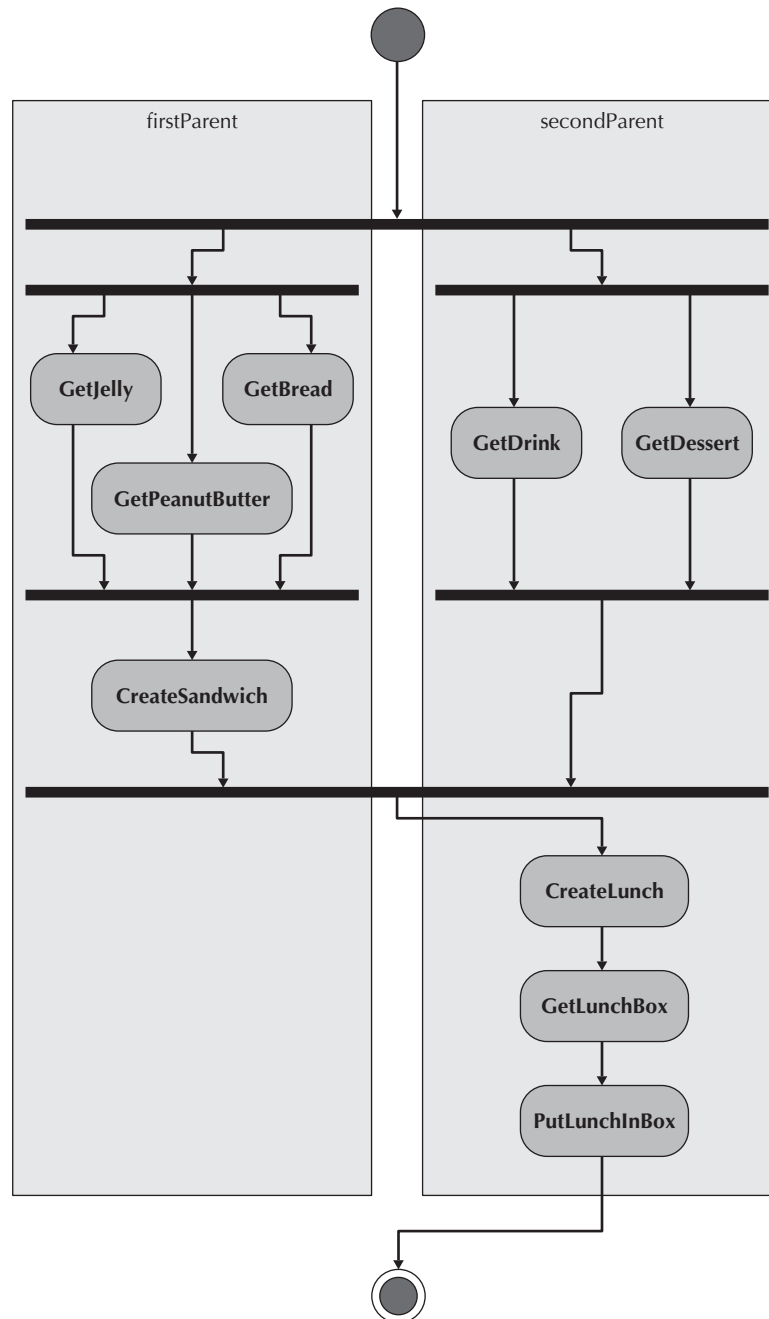 firstParent
secondParent
GetJelly
GetBread
GetDrink
GetDessert
GetPeanutButter
CreateSandwich
CreateLunch
GetLunchBox
PutLunchInBox